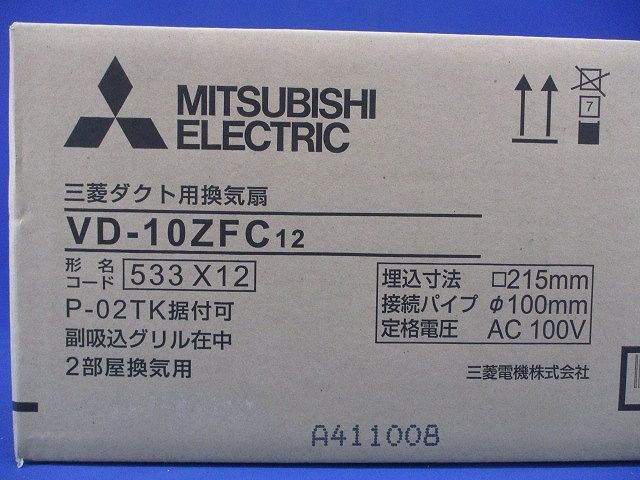 MITSUBISHI
ELECTRIC
7
三菱ダクト用換気扇
VD-10ZFC12
形名コード 533X12
P-02TK据付可
副吸込グリル在中
2部屋換気用
埋込寸法 □215mm
接続パイプ φ100mm
定格電圧 AC 100V
三菱電機株式会社
A411008